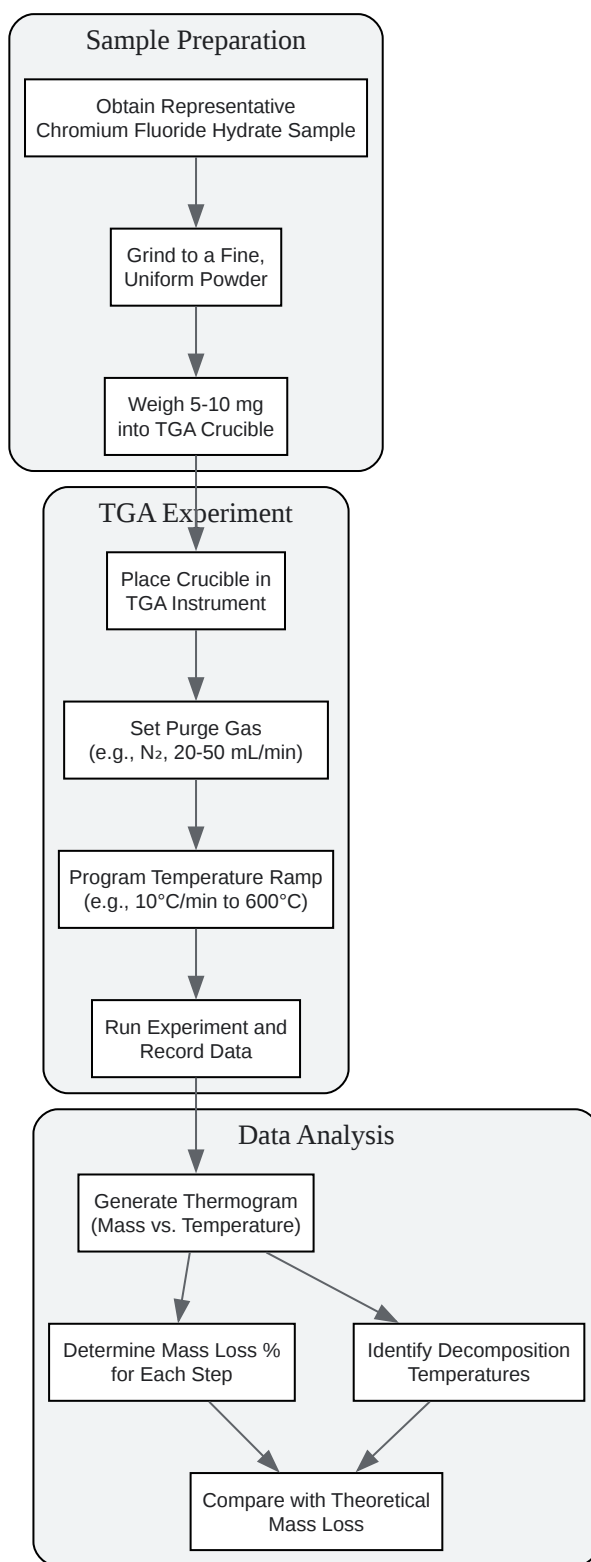 Sample Preparation
Obtain Representative
Chromium Fluoride Hydrate Sample
Grind to a Fine,
Uniform Powder
Weigh 5-10 mg
into TGA Crucible
TGA Experiment
Place Crucible in
TGA Instrument
Set Purge Gas
(e.g., N₂, 20-50 mL/min)
Program Temperature Ramp
(e.g., 10°C/min to 600°C)
Run Experiment and
Record Data
Data Analysis
Generate Thermogram
(Mass vs. Temperature)
Determine Mass Loss %
for Each Step
Identify Decomposition
Temperatures
Compare with Theoretical
Mass Loss